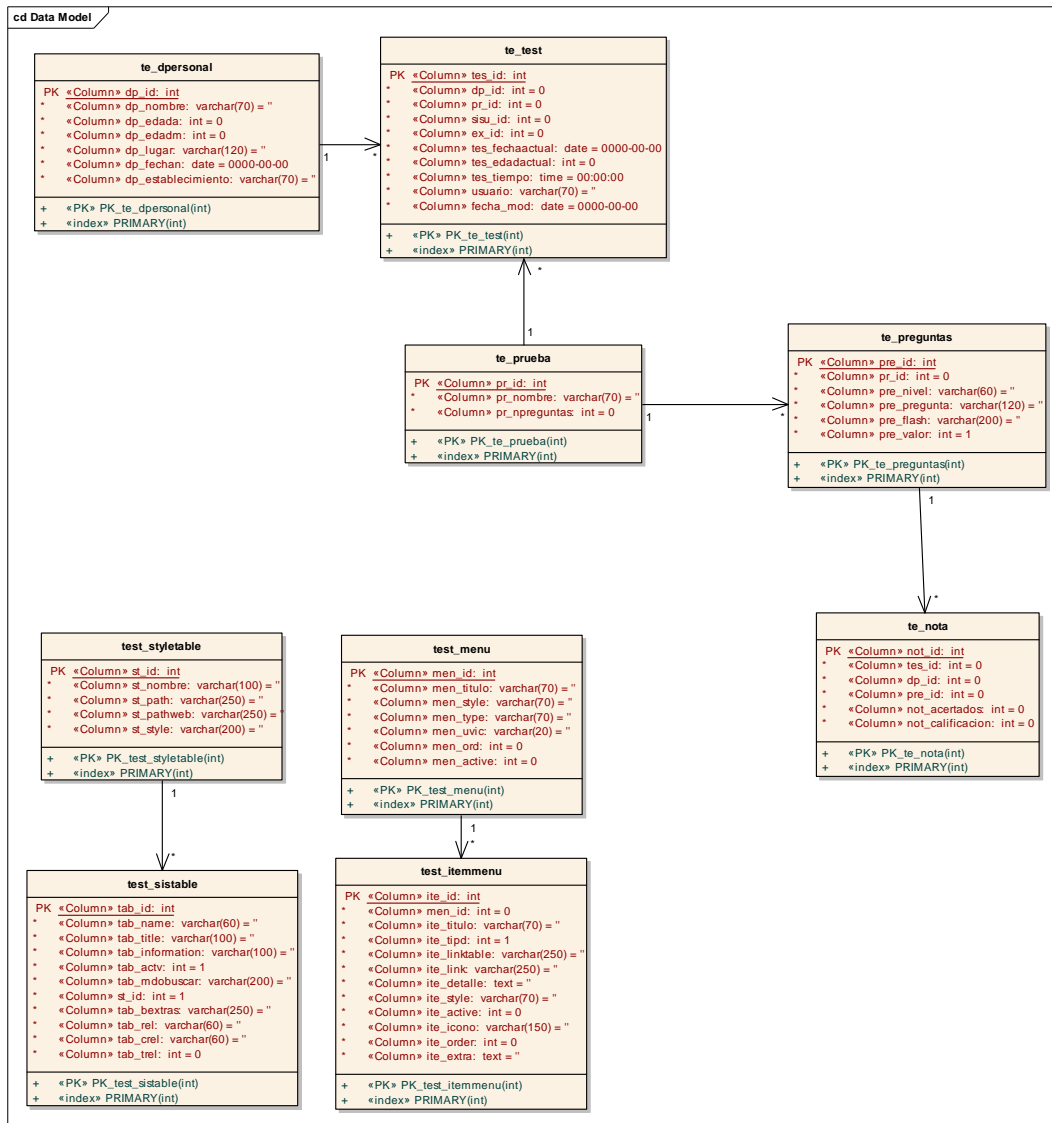 cd Data Model
te_dpersonal
PK «Column» dp_id: int
* «Column» dp_nombre: varchar(70) = ''
* «Column» dp_edada: int = 0
* «Column» dp_edadm: int = 0
* «Column» dp_lugar: varchar(120) = ''
* «Column» dp_fechan: date = 0000-00-00
* «Column» dp_establecimiento: varchar(70) = ''
+ «PK» PK_te_dpersonal(int)
+ «index» PRIMARY(int)
1
*
te_test
PK «Column» tes_id: int
* «Column» dp_id: int = 0
* «Column» pr_id: int = 0
* «Column» sisu_id: int = 0
* «Column» ex_id: int = 0
* «Column» tes_fechaactual: date = 0000-00-00
* «Column» tes_edadactual: int = 0
* «Column» tes_tiempo: time = 00:00:00
* «Column» usuario: varchar(70) = ''
* «Column» fecha_mod: date = 0000-00-00
+ «PK» PK_te_test(int)
+ «index» PRIMARY(int)
*
1
te_prueba
PK «Column» pr_id: int
* «Column» pr_nombre: varchar(70) = ''
* «Column» pr_npreguntas: int = 0
+ «PK» PK_te_prueba(int)
+ «index» PRIMARY(int)
1
*
te_preguntas
PK «Column» pre_id: int
* «Column» pr_id: int = 0
* «Column» pre_nivel: varchar(60) = ''
* «Column» pre_pregunta: varchar(120) = ''
* «Column» pre_flash: varchar(200) = ''
* «Column» pre_valor: int = 1
+ «PK» PK_te_preguntas(int)
+ «index» PRIMARY(int)
1
*
te_nota
PK «Column» not_id: int
* «Column» tes_id: int = 0
* «Column» dp_id: int = 0
* «Column» pre_id: int = 0
* «Column» not_acertados: int = 0
* «Column» not_calificacion: int = 0
+ «PK» PK_te_nota(int)
+ «index» PRIMARY(int)
test_styletable
PK «Column» st_id: int
* «Column» st_nombre: varchar(100) = ''
* «Column» st_path: varchar(250) = ''
* «Column» st_pathweb: varchar(250) = ''
* «Column» st_style: varchar(200) = ''
+ «PK» PK_test_styletable(int)
+ «index» PRIMARY(int)
1
*
test_menu
PK «Column» men_id: int
* «Column» men_titulo: varchar(70) = ''
* «Column» men_style: varchar(70) = ''
* «Column» men_type: varchar(70) = ''
* «Column» men_uvic: varchar(20) = ''
* «Column» men_ord: int = 0
* «Column» men_active: int = 0
+ «PK» PK_test_menu(int)
+ «index» PRIMARY(int)
1
*
test_sistable
PK «Column» tab_id: int
* «Column» tab_name: varchar(60) = ''
* «Column» tab_title: varchar(100) = ''
* «Column» tab_information: varchar(100) = ''
* «Column» tab_actv: int = 1
* «Column» tab_mdobuscar: varchar(200) = ''
* «Column» st_id: int = 1
* «Column» tab_bextras: varchar(250) = ''
* «Column» tab_rel: varchar(60) = ''
* «Column» tab_crel: varchar(60) = ''
* «Column» tab_trel: int = 0
+ «PK» PK_test_sistable(int)
+ «index» PRIMARY(int)
test_itemmenu
PK «Column» ite_id: int
* «Column» men_id: int = 0
* «Column» ite_titulo: varchar(70) = ''
* «Column» ite_tipd: int = 1
* «Column» ite_linktable: varchar(250) = ''
* «Column» ite_link: varchar(250) = ''
* «Column» ite_detalle: text = ''
* «Column» ite_style: varchar(70) = ''
* «Column» ite_active: int = 0
* «Column» ite_icono: varchar(150) = ''
* «Column» ite_order: int = 0
* «Column» ite_extra: text = ''
+ «PK» PK_test_itemmenu(int)
+ «index» PRIMARY(int)